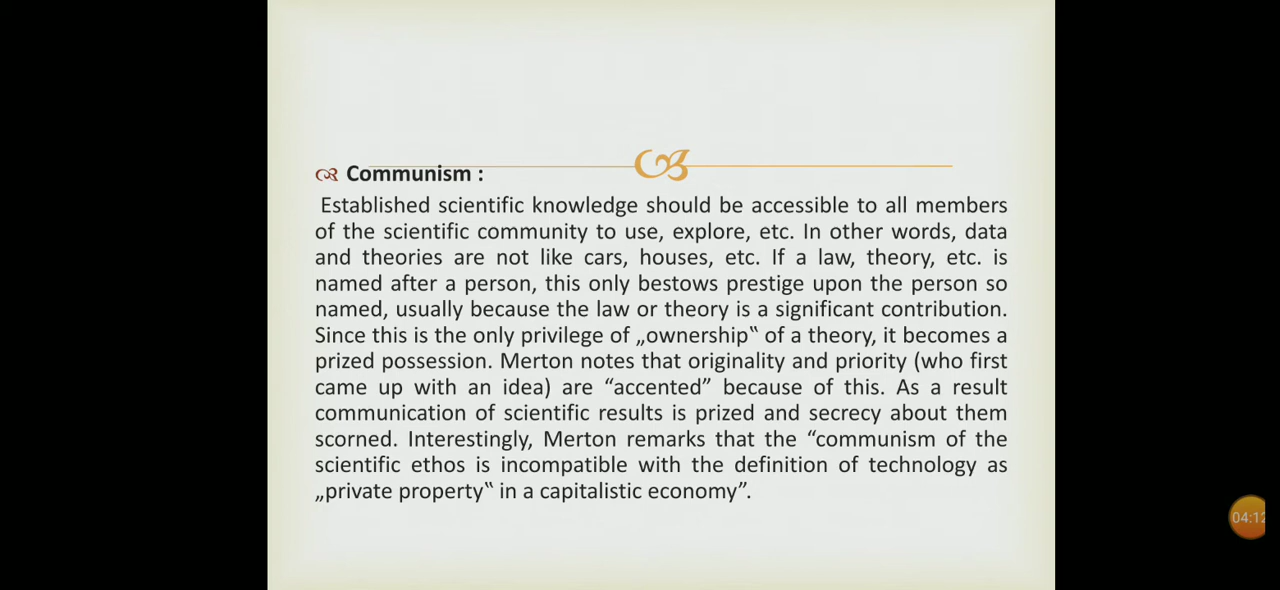 Communism :
Established scientific knowledge should be accessible to all members
of the scientific community to use, explore, etc. In other words, data
and theories are not like cars, houses, etc. If a law, theory, etc. is
named after a person, this only bestows prestige upon the person so
named, usually because the law or theory is a significant contribution.
Since this is the only privilege of „ownership‟ of a theory, it becomes a
prized possession. Merton notes that originality and priority (who first
came up with an idea) are “accented” because of this. As a result
communication of scientific results is prized and secrecy about them
scorned. Interestingly, Merton remarks that the “communism of the
scientific ethos is incompatible with the definition of technology as
„private property‟ in a capitalistic economy”.
04:12